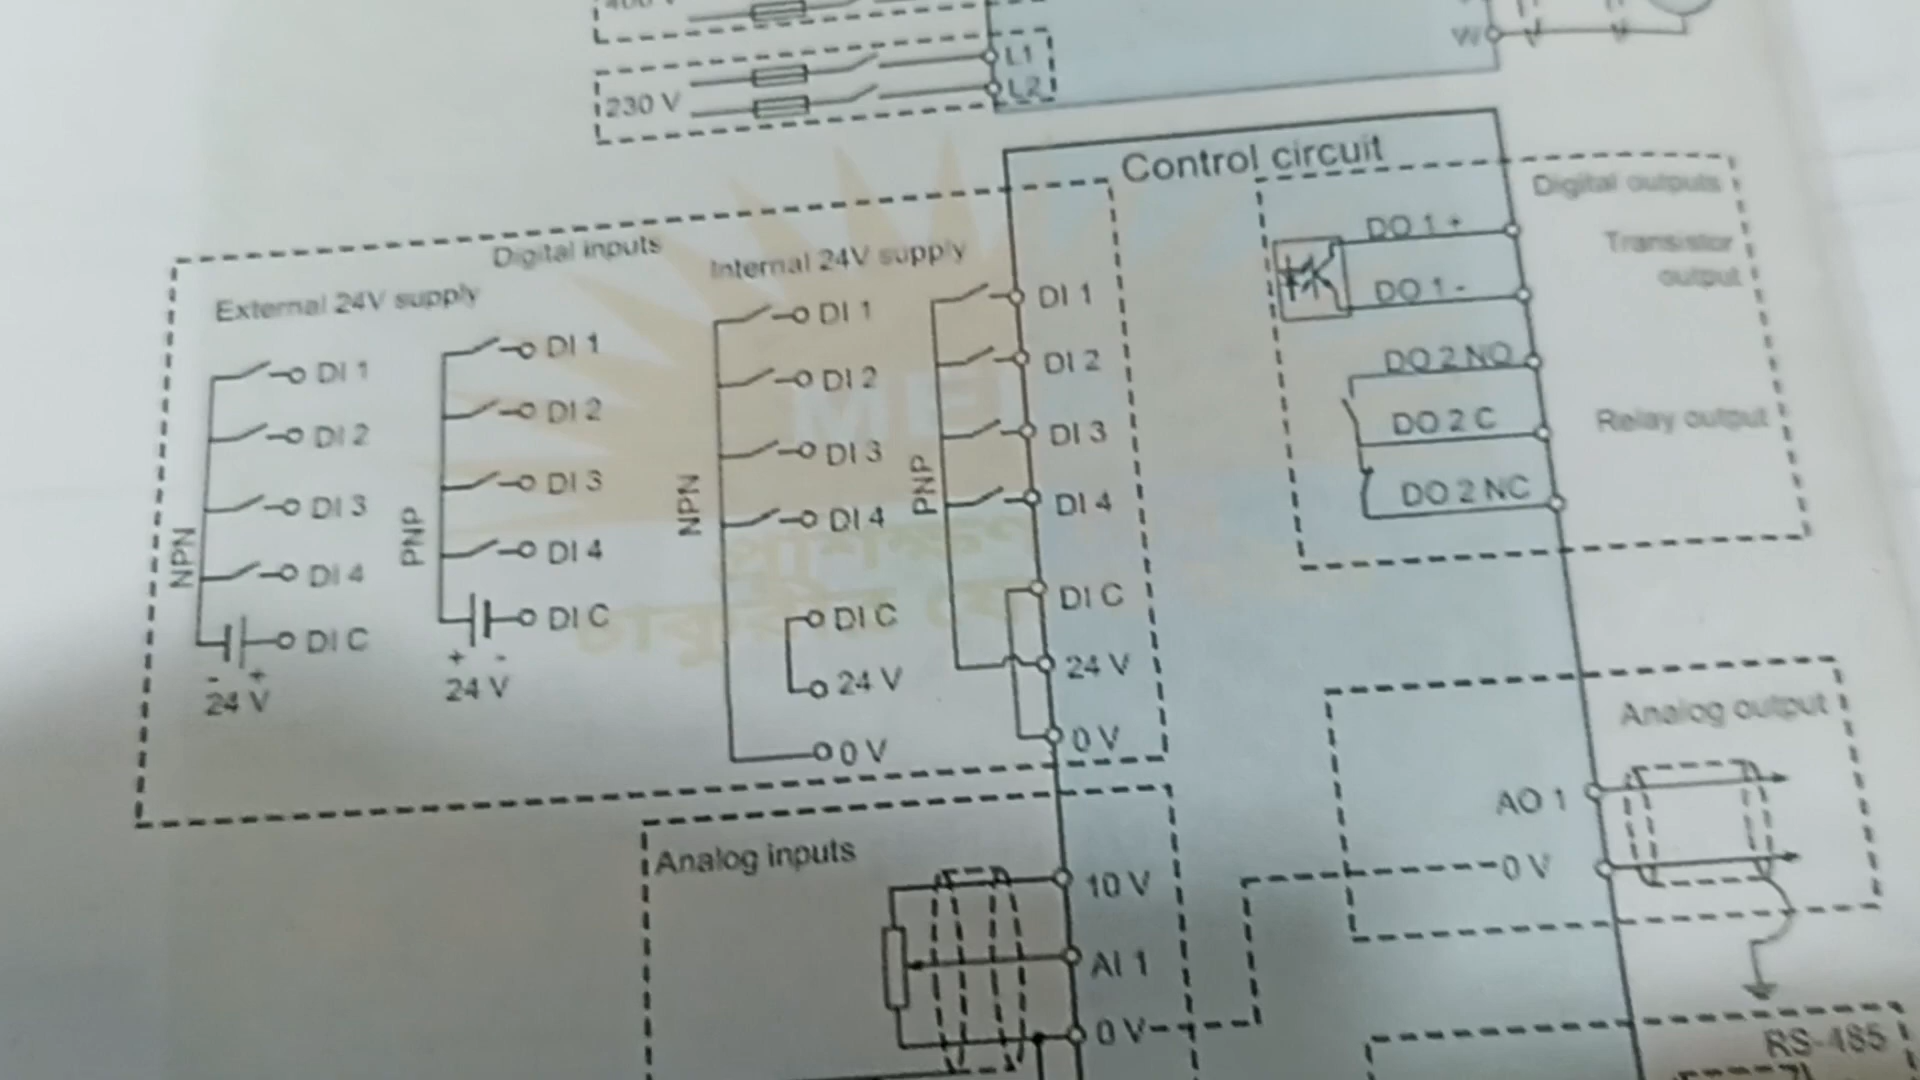 230 V
L1
L2
W
Control circuit
Digital inputs
External 24V supply
NPN
DI 1
DI 2
DI 3
DI 4
DI C
- +
24 V
PNP
DI 1
DI 2
DI 3
DI 4
DI C
+ -
24 V
Internal 24V supply
NPN
DI 1
DI 2
DI 3
DI 4
DI C
24 V
0 V
PNP
DI 1
DI 2
DI 3
DI 4
DI C
24 V
0 V
Digital outputs
DO 1 +
DO 1 -
Transistor
output
DO 2 NO
DO 2 C
DO 2 NC
Relay output
Analog inputs
10 V
AI 1
0 V
Analog output
AO 1
0 V
RS-485